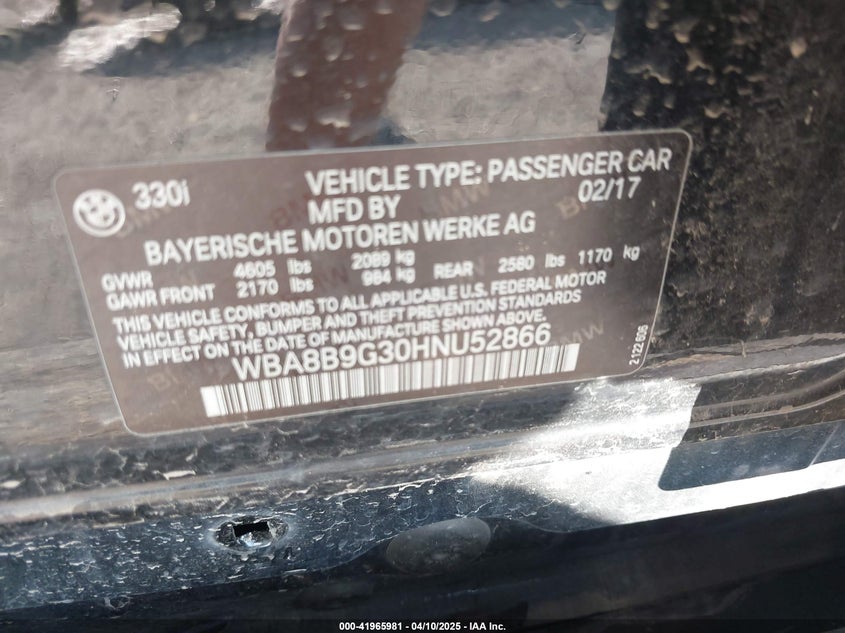 330i
VEHICLE TYPE: PASSENGER CAR
MFD BY 02/17
BAYERISCHE MOTOREN WERKE AG
GVWR 4605 lbs 2089 kg
GAWR FRONT 2170 lbs 984 kg REAR 2580 lbs 1170 kg
THIS VEHICLE CONFORMS TO ALL APPLICABLE U.S. FEDERAL MOTOR
VEHICLE SAFETY, BUMPER AND THEFT PREVENTION STANDARDS
IN EFFECT ON THE DATE OF MANUFACTURE SHOWN ABOVE.
WBA8B9G30HNU52866
2 122 606
000-41965981 - 04/10/2025 - IAA Inc.